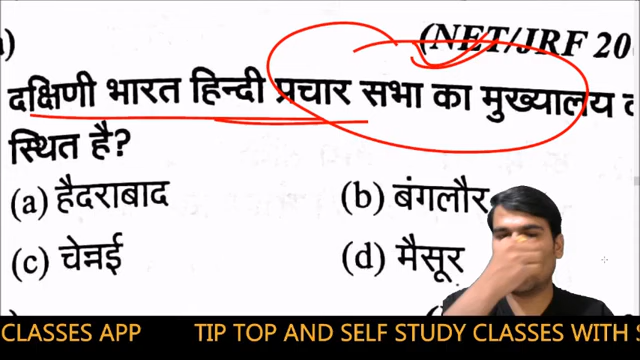 (NET/JRF 20
दक्षिणी भारत हिन्दी प्रचार सभा का मुख्यालय
स्थित है?
(a) हैदराबाद (b) बंगलौर
(c) चेन्नई (d) मैसूर
CLASSES APP TIP TOP AND SELF STUDY CLASSES WITH